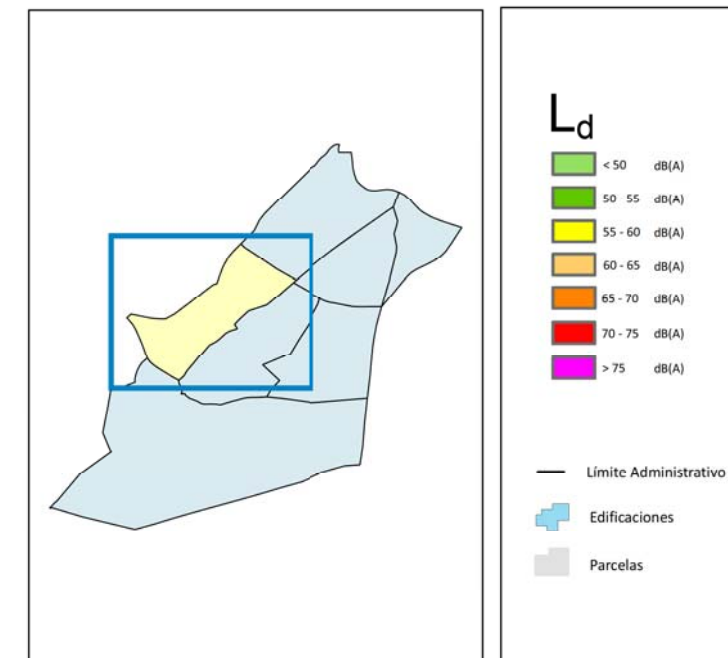 Ld
< 50 dB(A)
50 55 dB(A)
55 - 60 dB(A)
60 - 65 dB(A)
65 - 70 dB(A)
70 - 75 dB(A)
> 75 dB(A)
Límite Administrativo
Edificaciones
Parcelas